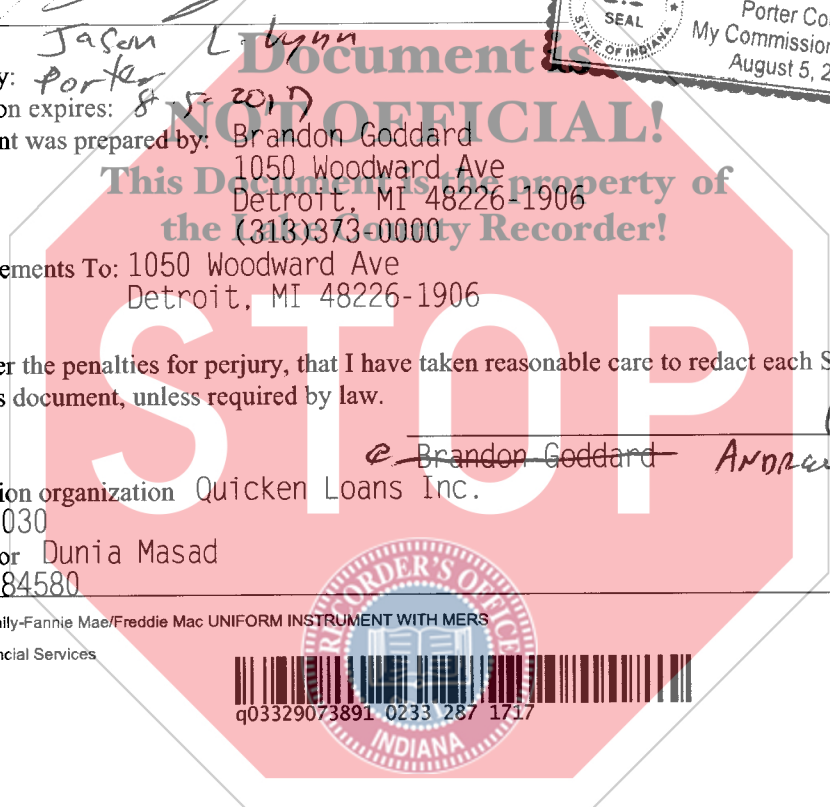 SEAL
STATE OF INDIANA
Porter Co
My Commission
August 5, 2
Jason L. Lynn
y: Porter
on expires: 8-5-2017
nt was prepared by: Brandon Goddard
1050 Woodward Ave
Detroit, MI 48226-1906
(313)373-0000
Document is
NOT OFFICIAL!
This Document is the property of
the Lake County Recorder!
ements To: 1050 Woodward Ave
Detroit, MI 48226-1906
STOP
er the penalties for perjury, that I have taken reasonable care to redact each S
s document, unless required by law.
Brandon Goddard ANDREW
ion organization Quicken Loans Inc.
030
or Dunia Masad
84580
ily-Fannie Mae/Freddie Mac UNIFORM INSTRUMENT WITH MERS
ncial Services
RECORDER'S OFFICE
INDIANA
q03329073891 0233 287 1717